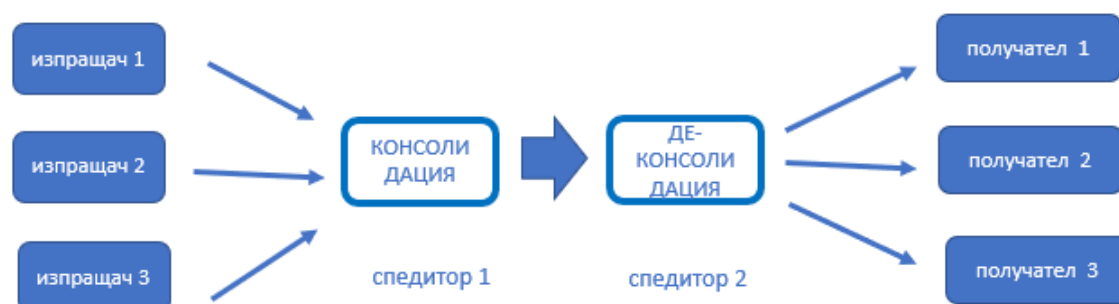 изпращач 1
изпращач 2
изпращач 3
КОНСОЛИ
ДАЦИЯ
спедитор 1
ДЕ-
КОНСОЛИ
ДАЦИЯ
спедитор 2
получател 1
получател 2
получател 3